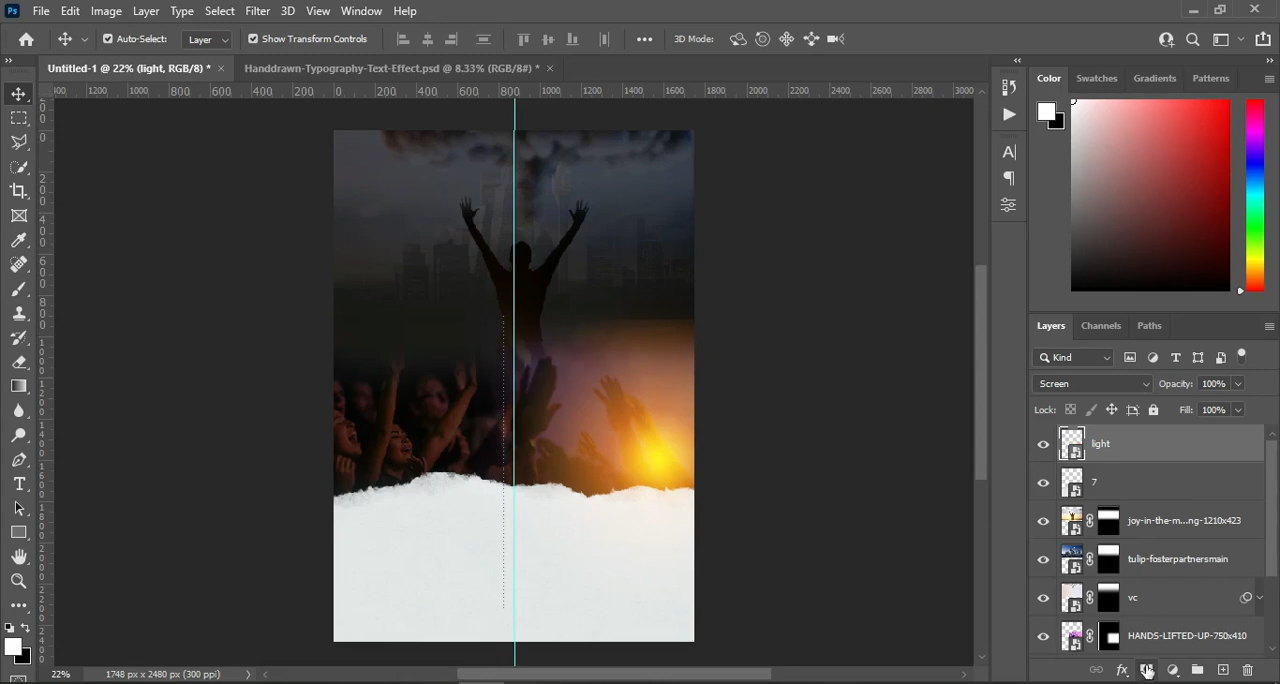 Ps File Edit Image Layer Type Select Filter 3D View Window Help
Auto-Select: Layer Show Transform Controls 3D Mode:
Untitled-1 @ 22% (light, RGB/8) * × Handdrawn-Typography-Text-Effect.psd @ 8.33% (RGB/8#) * ×
1200 1000 800 600 400 200 0 200 400 600 800 1000 1200 1400 1600 1800 2000 2200 2400 2600 2800 3000
Color Swatches Gradients Patterns
Layers Channels Paths
Kind
Screen Opacity: 100%
Lock: Fill: 100%
light
7
joy-in-the-m...ng-1210x423
tulip-fosterpartnersmain
vc
HANDS-LIFTED-UP-750x410
22% 1748 px x 2480 px (300 ppi)